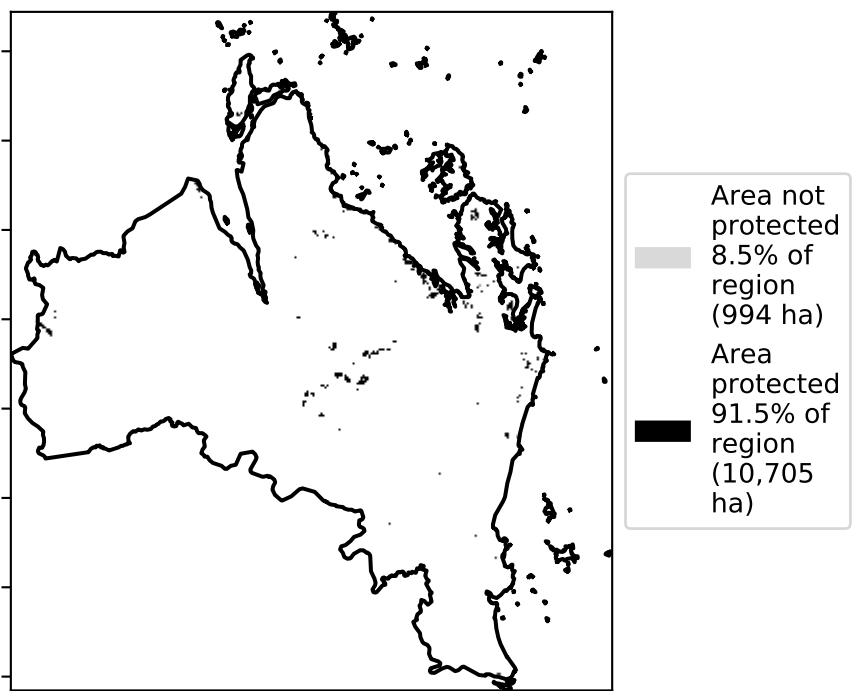 Area not
protected
8.5% of
region
(994 ha)
Area
protected
91.5% of
region
(10,705
ha)